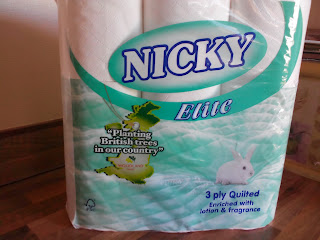 NICKY
Elite
"Planting
British trees
in our country"
3 ply Quilted
Enriched with
lotion & fragrance